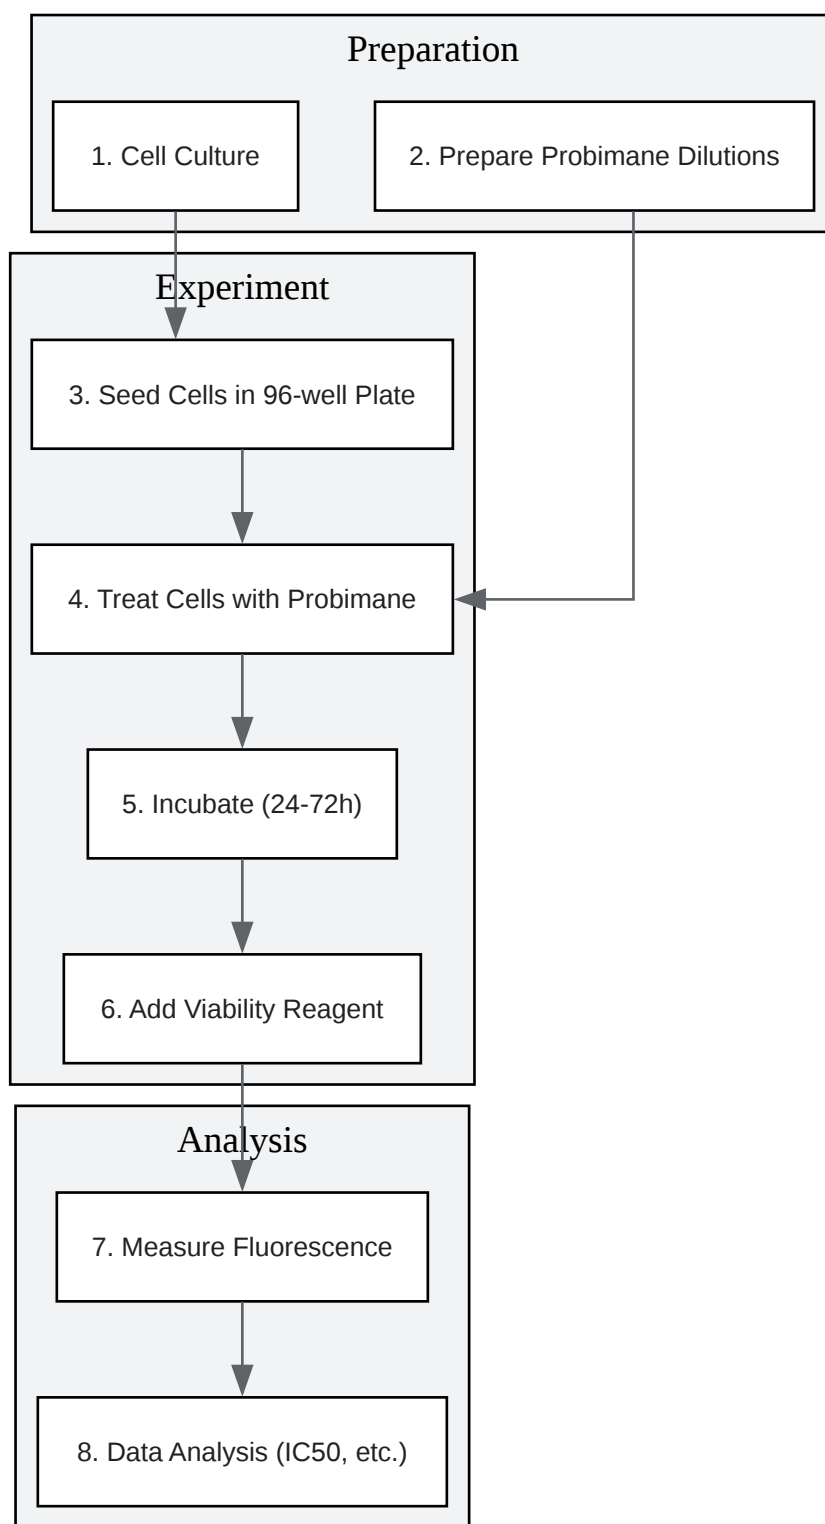 Preparation
1. Cell Culture
2. Prepare Probimane Dilutions
Experiment
3. Seed Cells in 96-well Plate
4. Treat Cells with Probimane
5. Incubate (24-72h)
6. Add Viability Reagent
Analysis
7. Measure Fluorescence
8. Data Analysis (IC50, etc.)